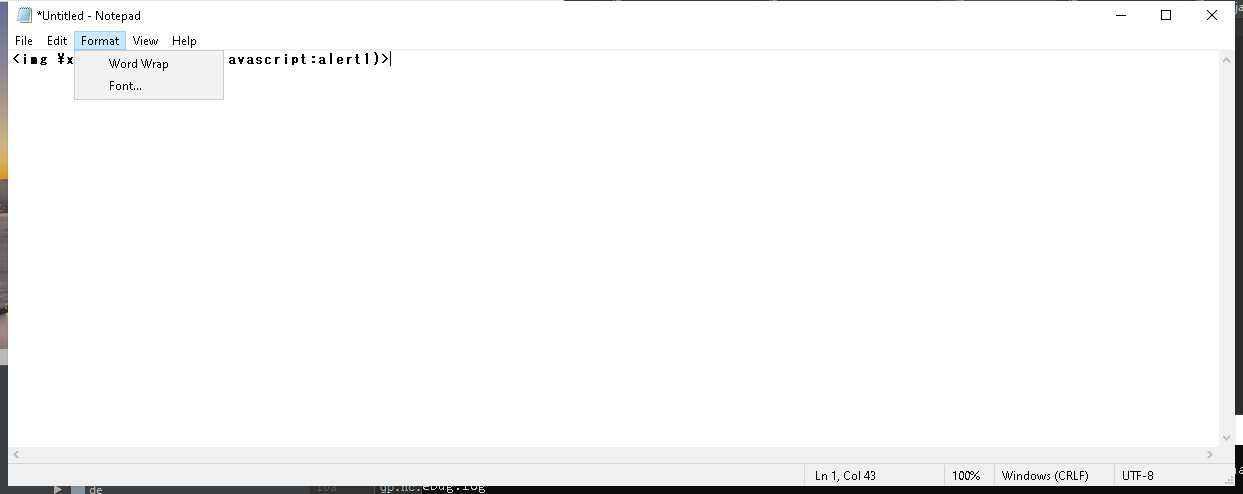 *Untitled - Notepad
File Edit Format View Help
<img ¥x avascript:alert1)>
Word Wrap
Font...
Ln 1, Col 43 100% Windows (CRLF) UTF-8
de